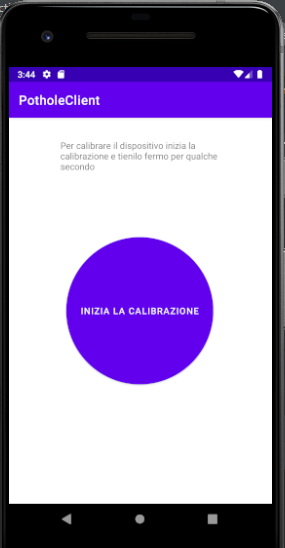 3:44
PotholeClient
Per calibrare il dispositivo inizia la
calibrazione e tienilo fermo per qualche
secondo
INIZIA LA CALIBRAZIONE